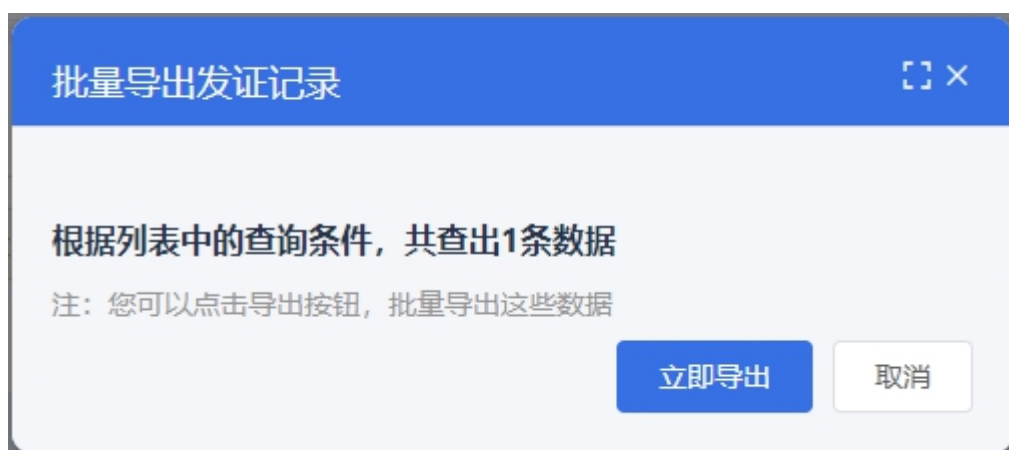 批量导出发证记录
根据列表中的查询条件，共查出1条数据
注：您可以点击导出按钮，批量导出这些数据
立即导出
取消